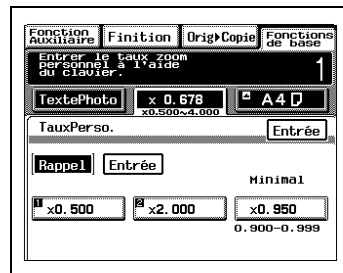 Fonction Auxiliaire Finition Orig▸Copie Fonctions de base
Entrer le taux zoom
personnel à l'aide
du clavier.
1
TextePhoto x 0.678 A4
x0.500~4.000
TauxPerso. Entrée
Rappel Entrée
Minimal
1 x0.500 2 x2.000 x0.950
0.900-0.999